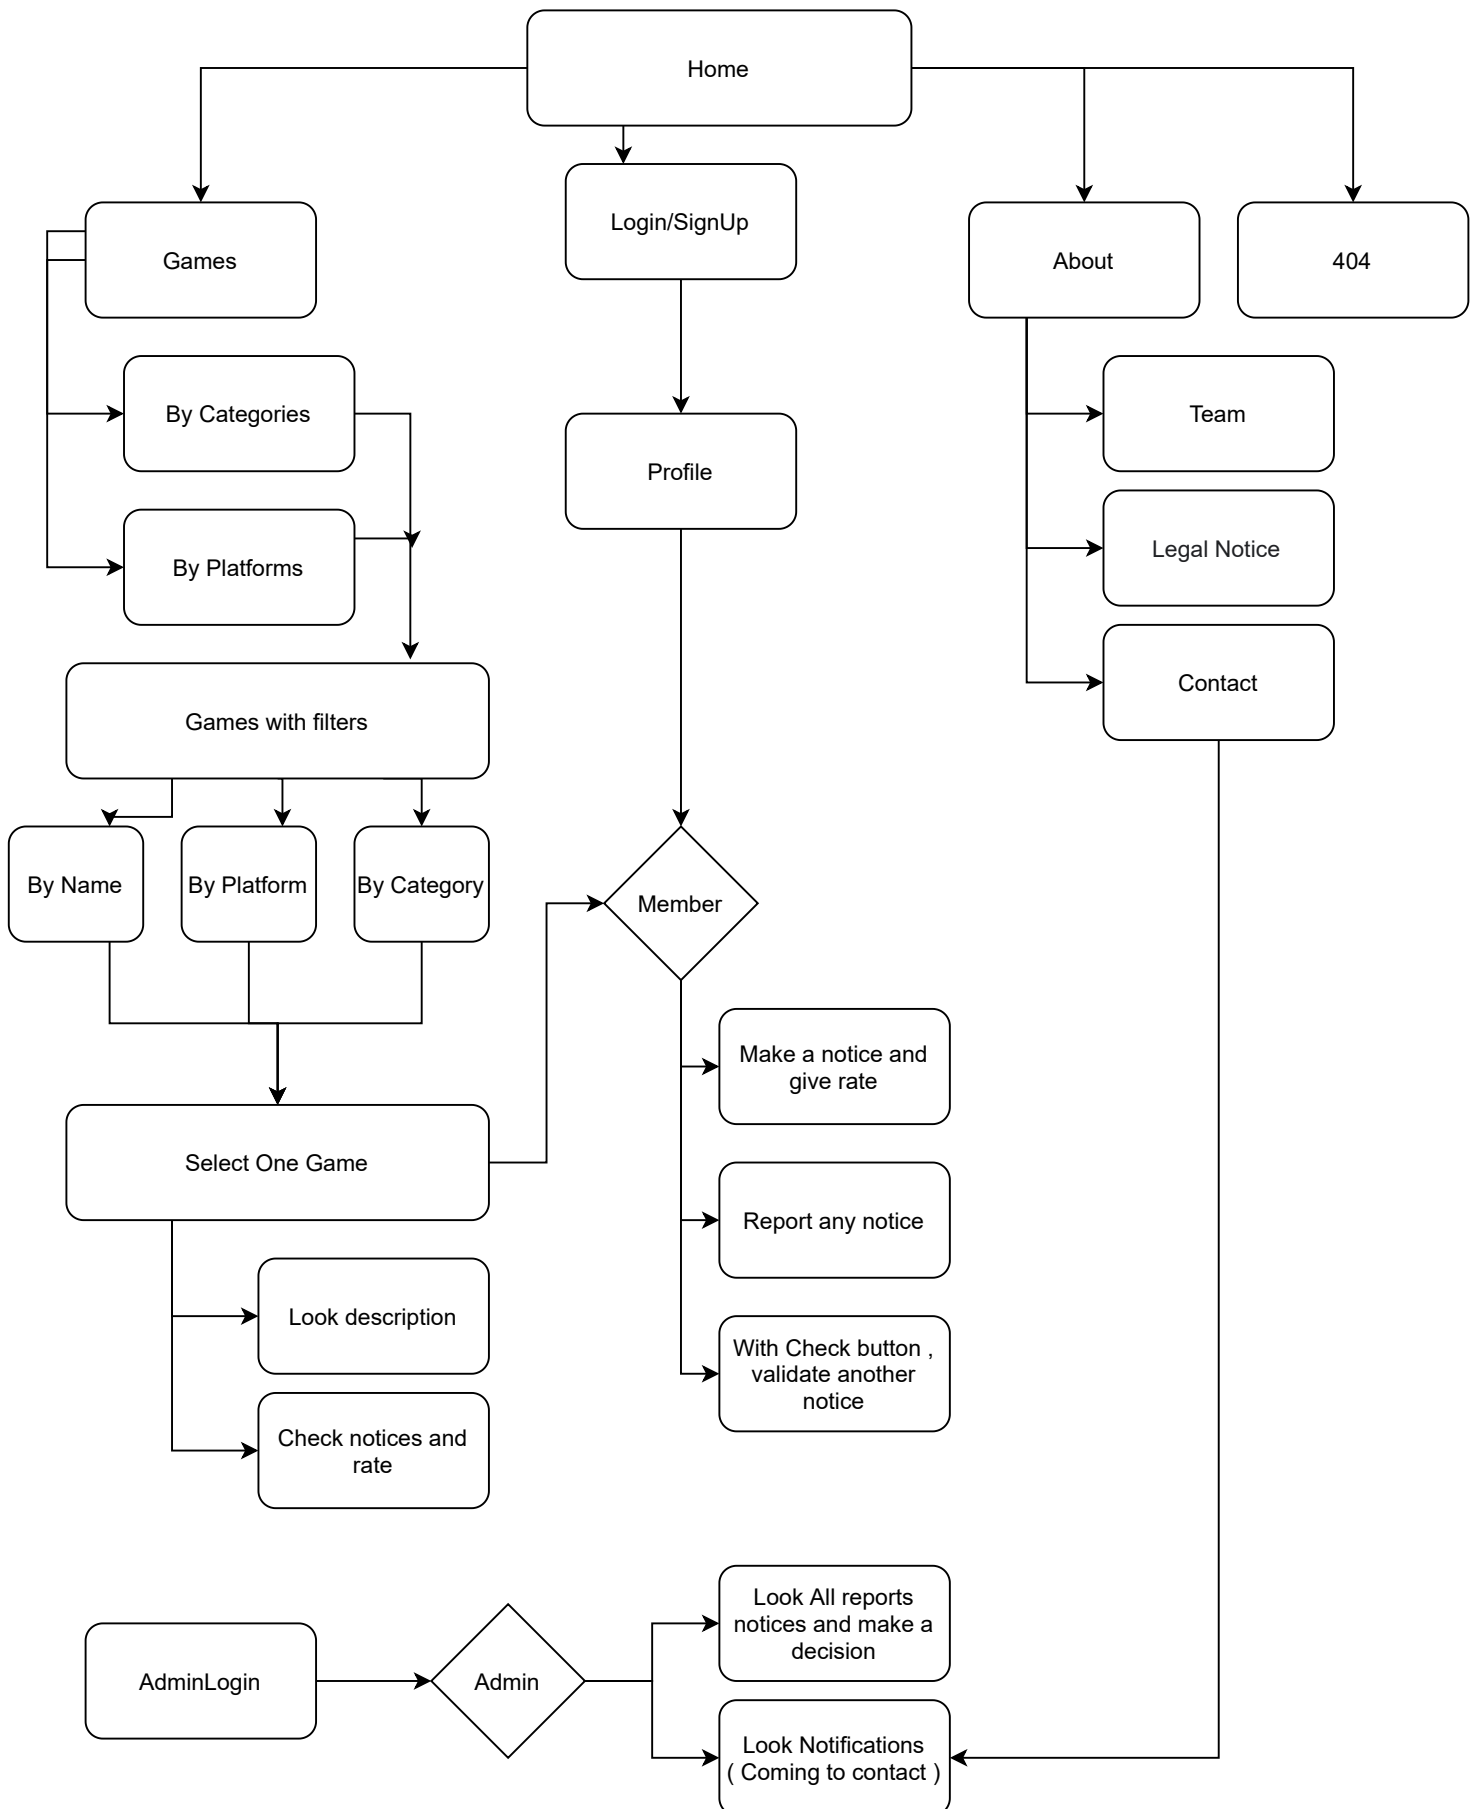 Home
Login/SignUp
Games
About
404
By Categories
Team
Profile
Legal Notice
By Platforms
Contact
Games with filters
By Name
By Platform
By Category
Member
Make a notice and
give rate
Select One Game
Report any notice
Look description
With Check button ,
validate another
notice
Check notices and
rate
Look All reports
notices and make a
decision
AdminLogin
Admin
Look Notifications
( Coming to contact )